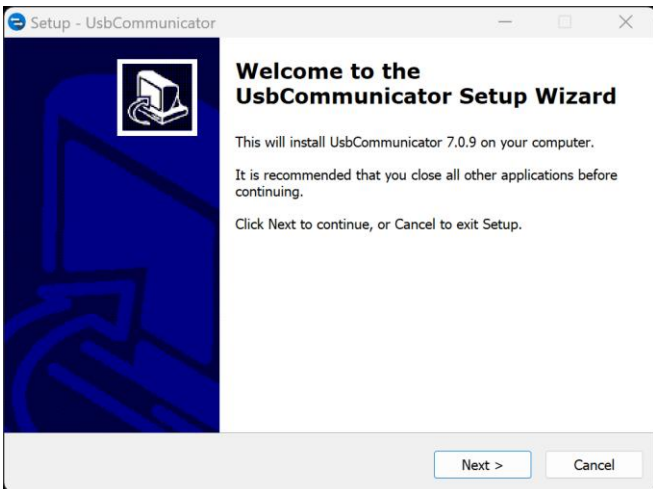 Setup - UsbCommunicator
Welcome to the
UsbCommunicator Setup Wizard
This will install UsbCommunicator 7.0.9 on your computer.
It is recommended that you close all other applications before
continuing.
Click Next to continue, or Cancel to exit Setup.
Next >
Cancel